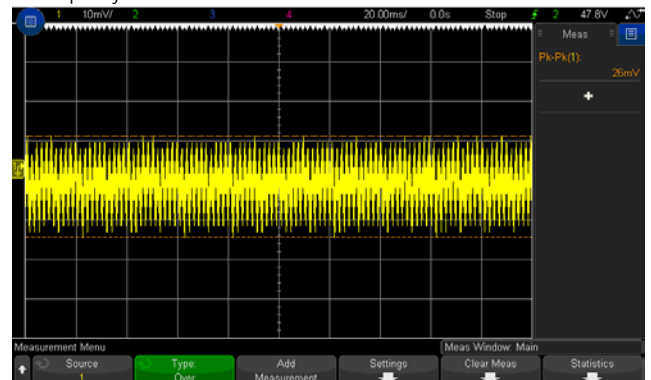 1 10mV/ 2 3 4 20.00ms/ 0.0s Stop 2 47.8V
Meas
Pk-Pk(1):
26mV
Measurement Menu
Meas Window: Main
Source Type: Add Settings Clear Meas Statistics
1 Over Measurement